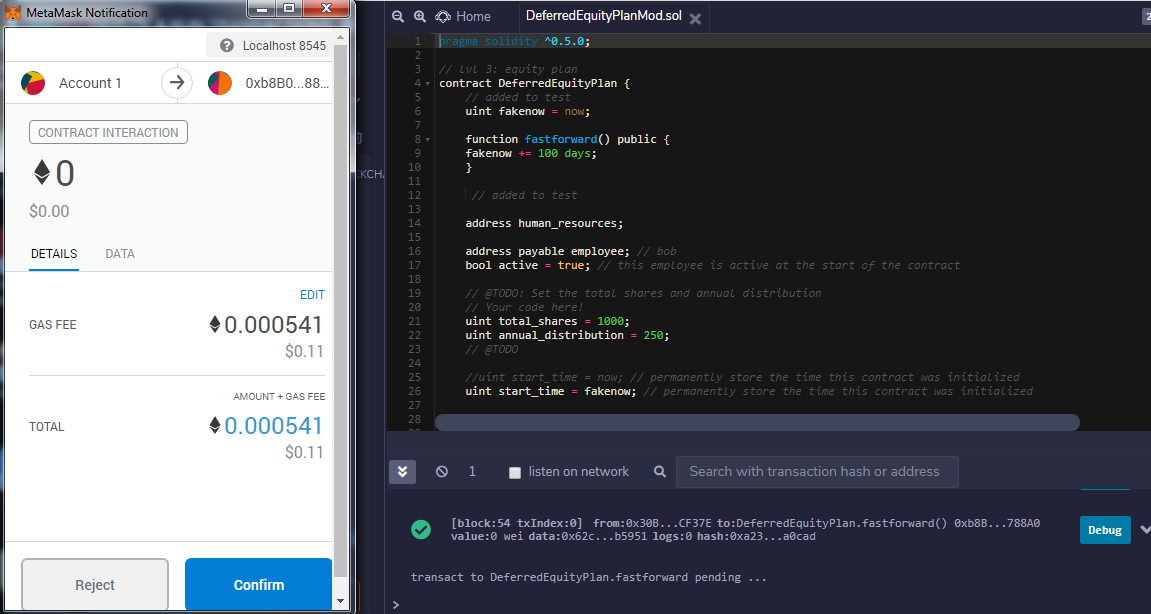 MetaMask Notification
Localhost 8545
Account 1
0xb8B0...88...
CONTRACT INTERACTION
0
$0.00
DETAILS DATA
EDIT
GAS FEE 0.000541
$0.11
AMOUNT + GAS FEE
TOTAL 0.000541
$0.11
Reject Confirm
KCHA
Home DeferredEquityPlanMod.sol
2
1 pragma solidity ^0.5.0;
2
3 // lvl 3: equity plan
4 contract DeferredEquityPlan {
5 // added to test
6 uint fakenow = now;
7
8 function fastforward() public {
9 fakenow += 100 days;
10 }
11
12 // added to test
13
14 address human_resources;
15
16 address payable employee; // bob
17 bool active = true; // this employee is active at the start of the contract
18
19 // @TODO: Set the total shares and annual distribution
20 // Your code here!
21 uint total_shares = 1000;
22 uint annual_distribution = 250;
23 // @TODO
24
25 //uint start_time = now; // permanently store the time this contract was initialized
26 uint start_time = fakenow; // permanently store the time this contract was initialized
27
28
1 listen on network Search with transaction hash or address
[block:54 txIndex:0] from:0x30B...CF37E to:DeferredEquityPlan.fastforward() 0xb8B...788A0
value:0 wei data:0x62c...b5951 logs:0 hash:0xa23...a0cad
Debug
transact to DeferredEquityPlan.fastforward pending ...
>